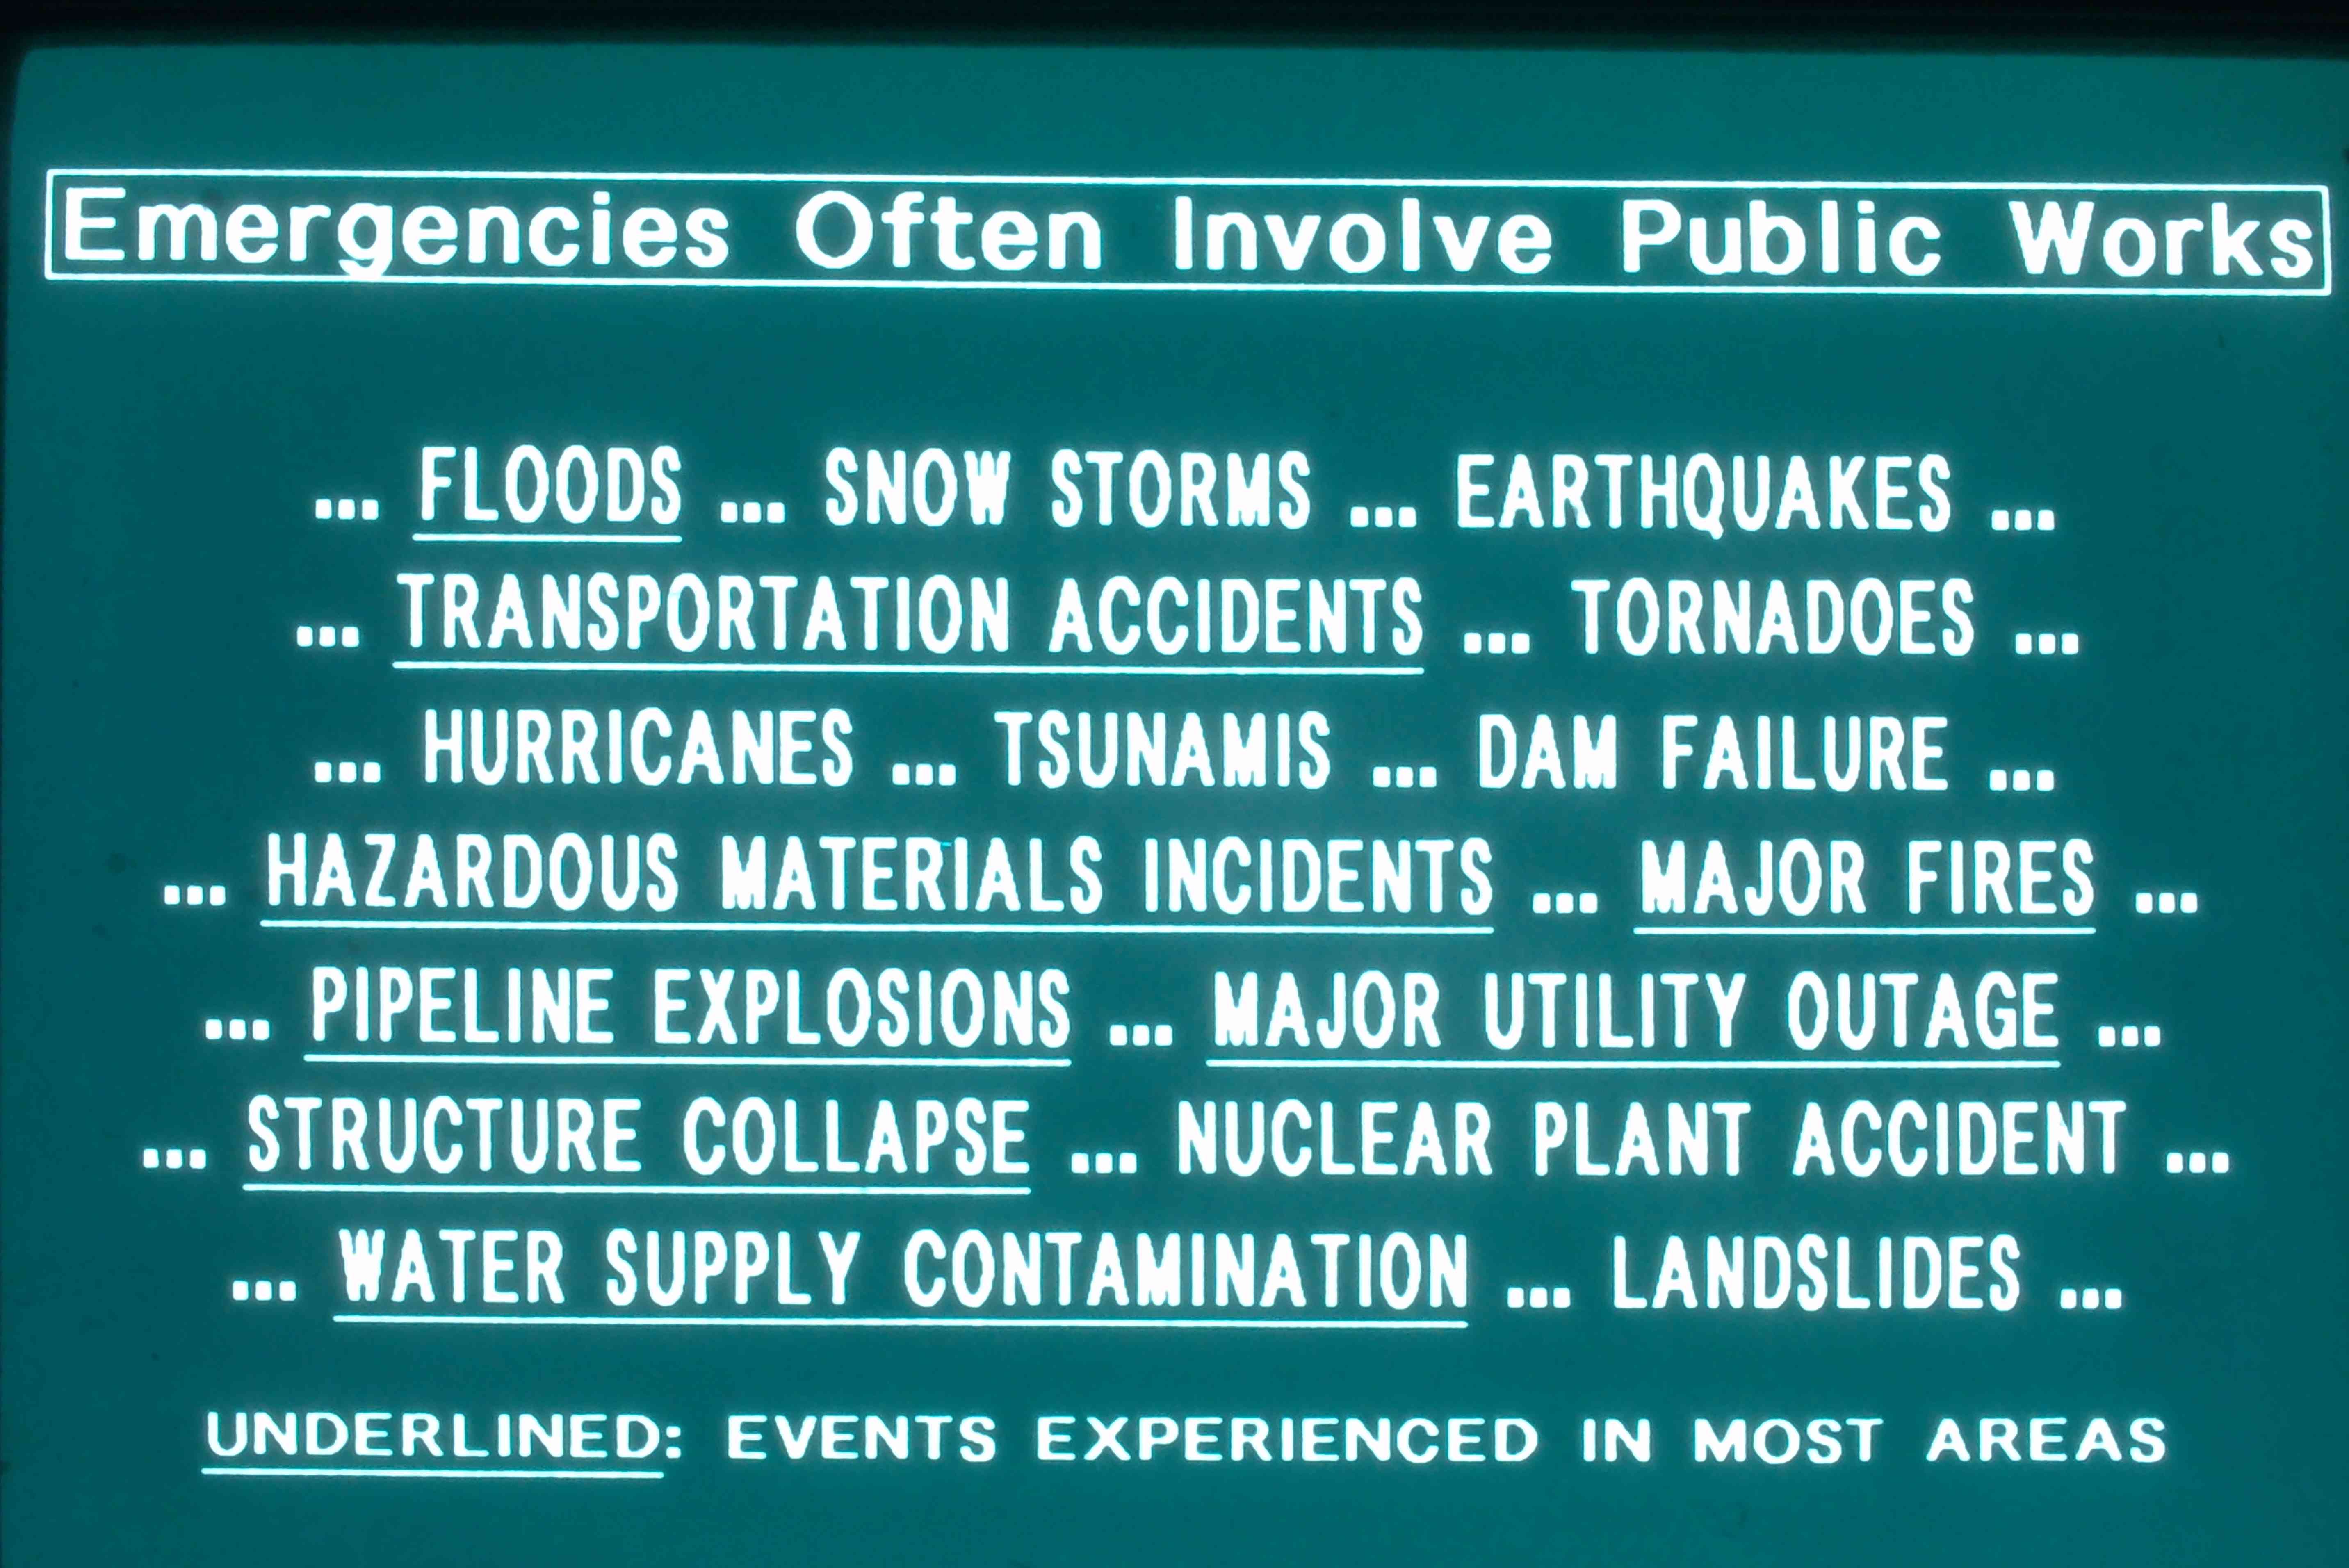 Emergencies Often Involve Public Works
... FLOODS ... SNOW STORMS ... EARTHQUAKES ...
... TRANSPORTATION ACCIDENTS ... TORNADOES ...
... HURRICANES ... TSUNAMIS ... DAM FAILURE ...
... HAZARDOUS MATERIALS INCIDENTS ... MAJOR FIRES ...
... PIPELINE EXPLOSIONS ... MAJOR UTILITY OUTAGE ...
... STRUCTURE COLLAPSE ... NUCLEAR PLANT ACCIDENT ...
... WATER SUPPLY CONTAMINATION ... LANDSLIDES ...
UNDERLINED: EVENTS EXPERIENCED IN MOST AREAS